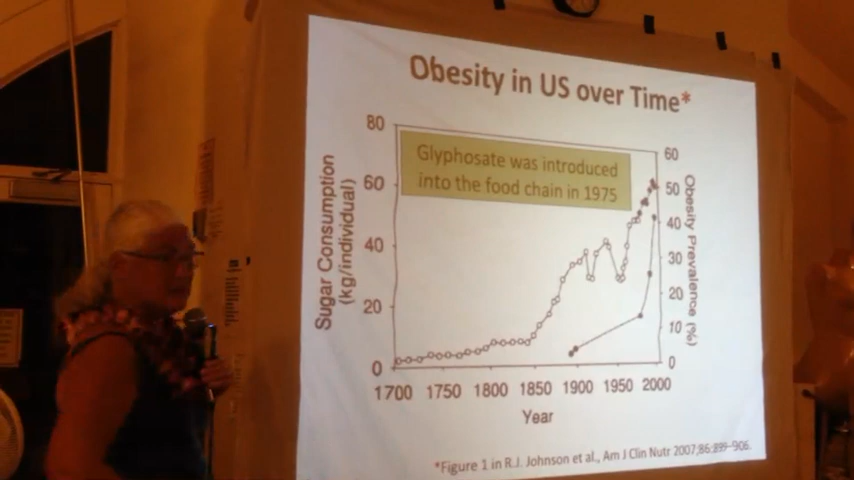 Obesity in US over Time*
Glyphosate was introduced
into the food chain in 1975
Sugar Consumption
(kg/individual)
80
60
40
20
0
60
50
40
30
20
10
0
Obesity Prevalence (%)
1700 1750 1800 1850 1900 1950 2000
Year
*Figure 1 in R.J. Johnson et al., Am J Clin Nutr 2007;86:899-906.